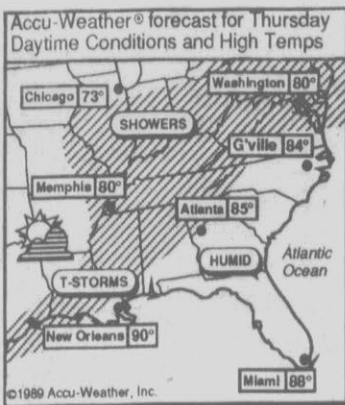 Accu-Weather® forecast for Thursday
Daytime Conditions and High Temps
Washington 80°
Chicago 73°
SHOWERS
G'ville 84°
Memphis 80°
Atlanta 85°
Atlantic
Ocean
HUMID
T-STORMS
New Orleans 90°
Miami 88°
©1989 Accu-Weather, Inc.